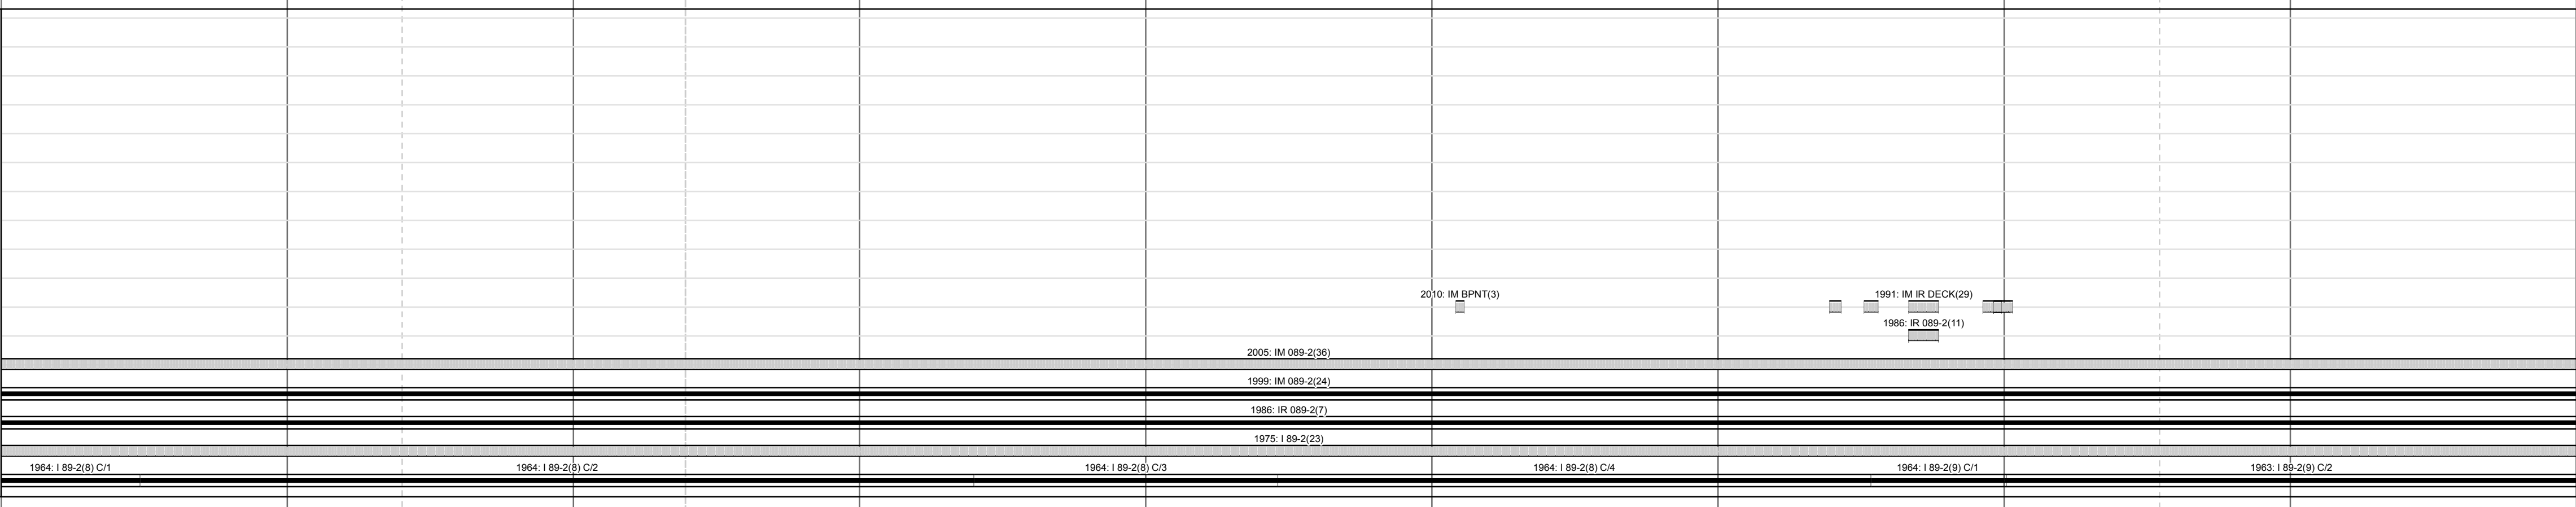 2010: IM BPNT(3)
1991: IM IR DECK(29)
1986: IR 089-2(11)
2005: IM 089-2(36)
1999: IM 089-2(24)
1986: IR 089-2(7)
1975: I 89-2(23)
1964: I 89-2(8) C/1
1964: I 89-2(8) C/2
1964: I 89-2(8) C/3
1964: I 89-2(8) C/4
1964: I 89-2(9) C/1
1963: I 89-2(9) C/2